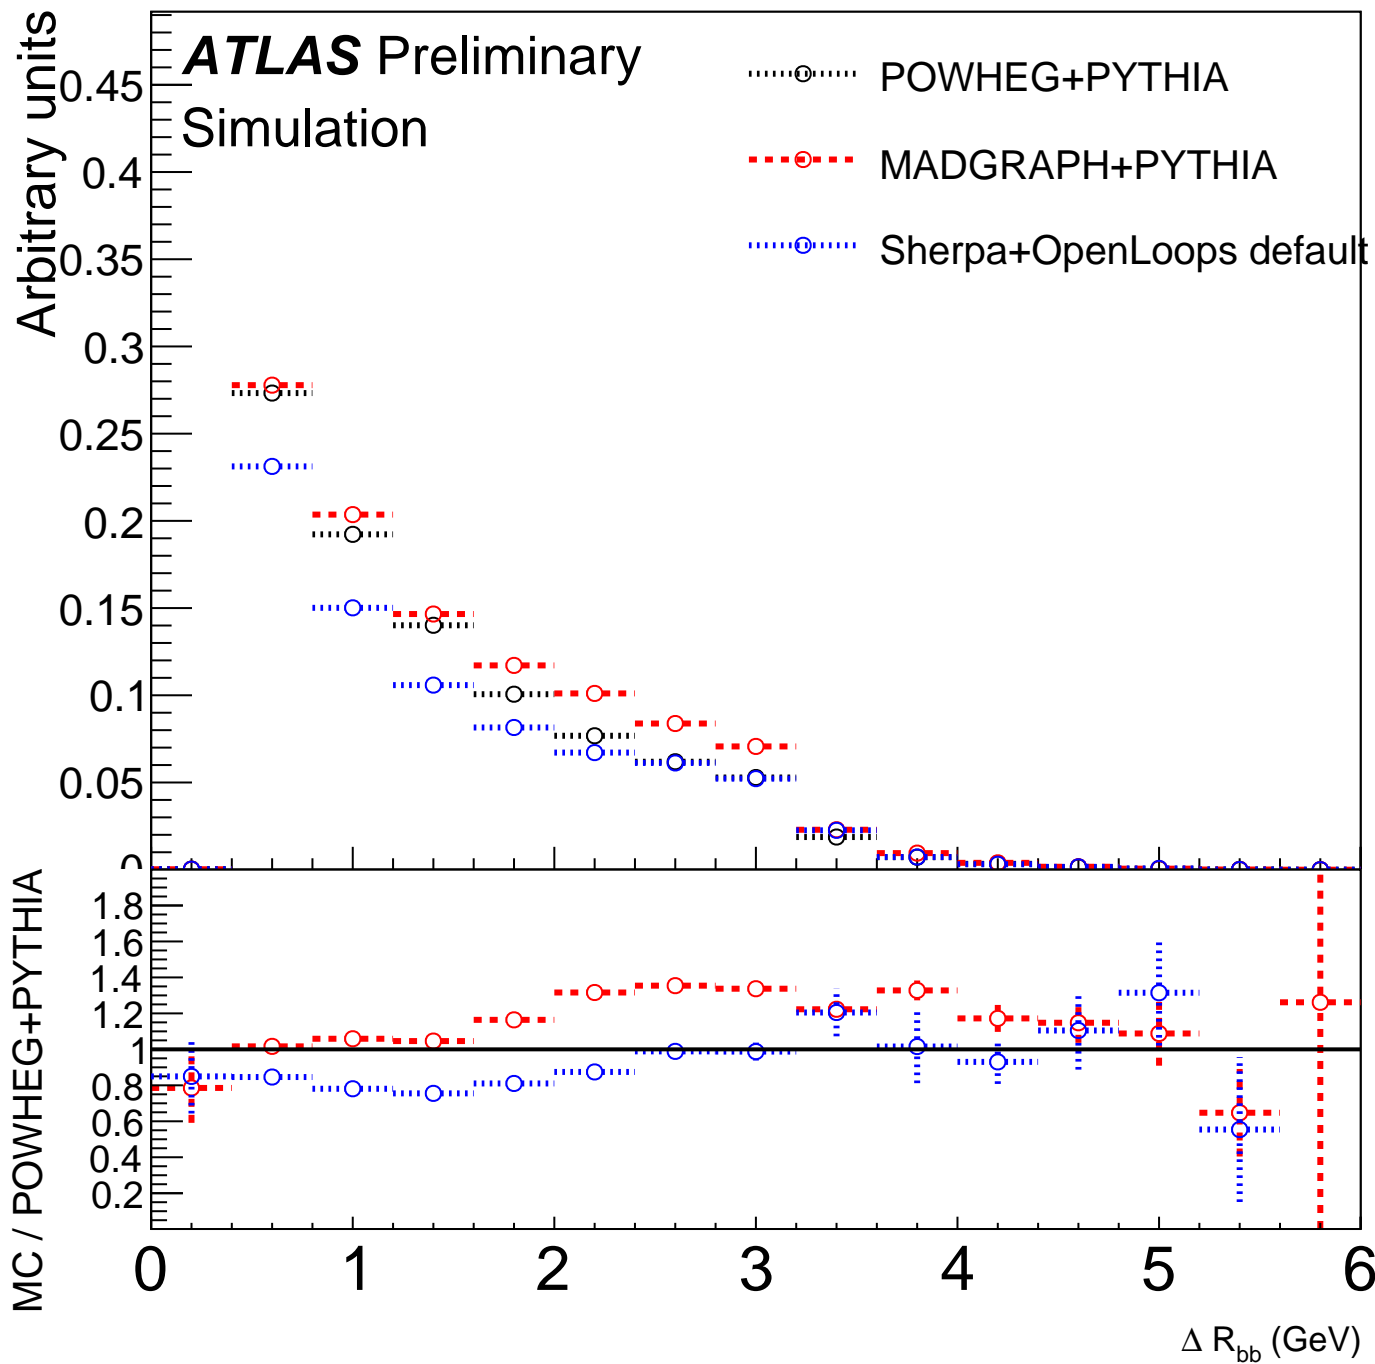 ATLAS Preliminary
Simulation
POWHEG+PYTHIA
MADGRAPH+PYTHIA
Sherpa+OpenLoops default
Arbitrary units
0.45
0.4
0.35
0.3
0.25
0.2
0.15
0.1
0.05
0
MC / POWHEG+PYTHIA
1.8
1.6
1.4
1.2
1
0.8
0.6
0.4
0.2
0 1 2 3 4 5 6
Δ R_bb (GeV)